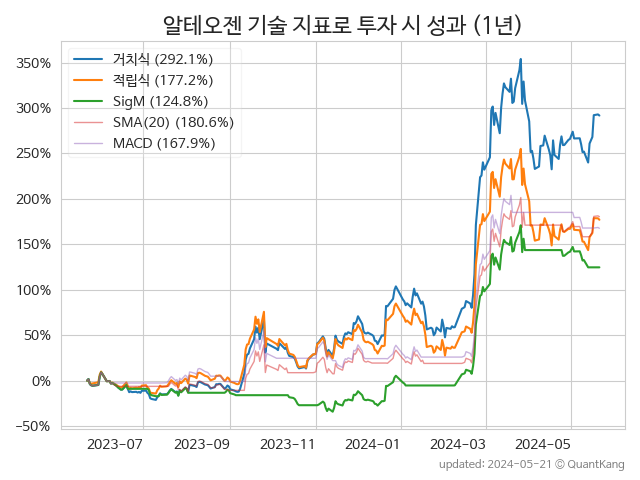 알테오젠 기술 지표로 투자 시 성과 (1년)
거치식 (292.1%)
적립식 (177.2%)
SigM (124.8%)
SMA(20) (180.6%)
MACD (167.9%)
350%
300%
250%
200%
150%
100%
50%
0%
−50%
2023-07 2023-09 2023-11 2024-01 2024-03 2024-05
updated: 2024-05-21 © QuantKang